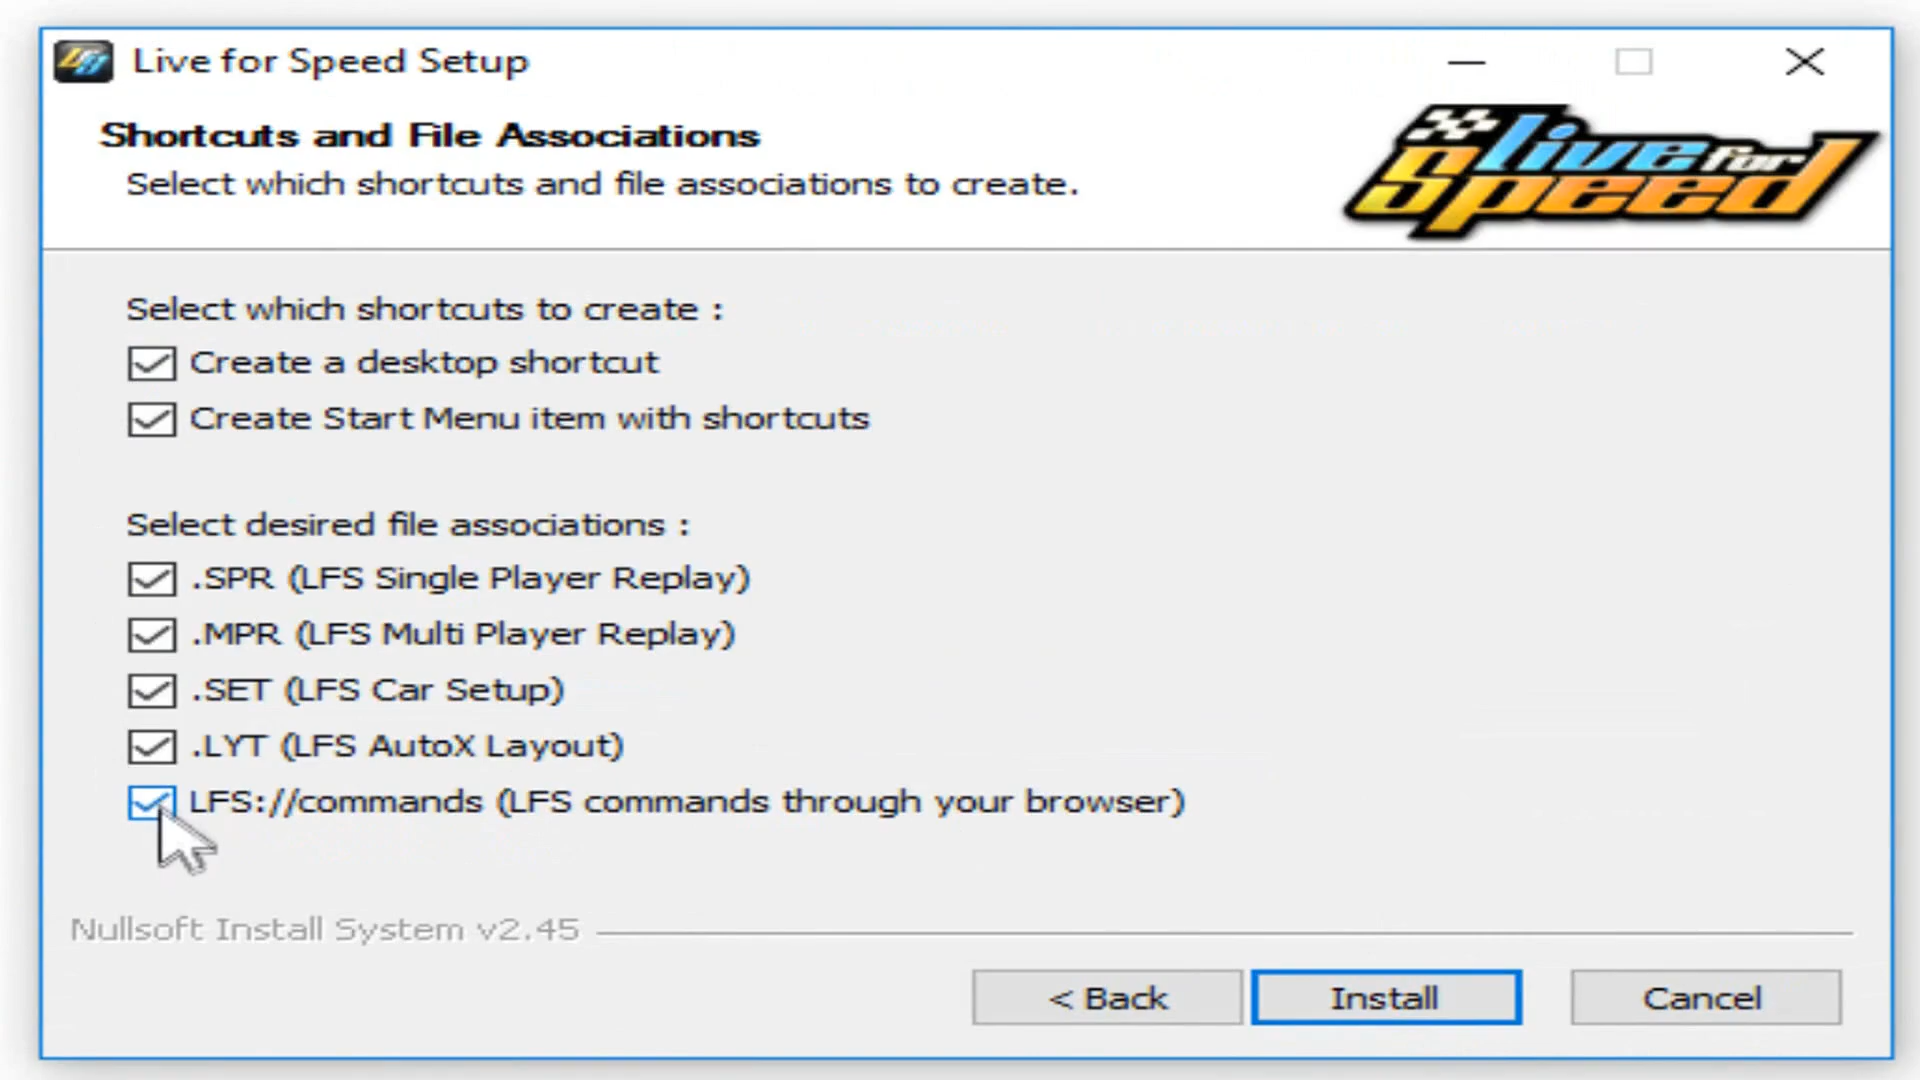 Live for Speed Setup
Shortcuts and File Associations
Select which shortcuts and file associations to create.
live for
Speed
Select which shortcuts to create :
Create a desktop shortcut
Create Start Menu item with shortcuts
Select desired file associations :
.SPR (LFS Single Player Replay)
.MPR (LFS Multi Player Replay)
.SET (LFS Car Setup)
.LYT (LFS AutoX Layout)
LFS://commands (LFS commands through your browser)
Nullsoft Install System v2.45
< Back
Install
Cancel